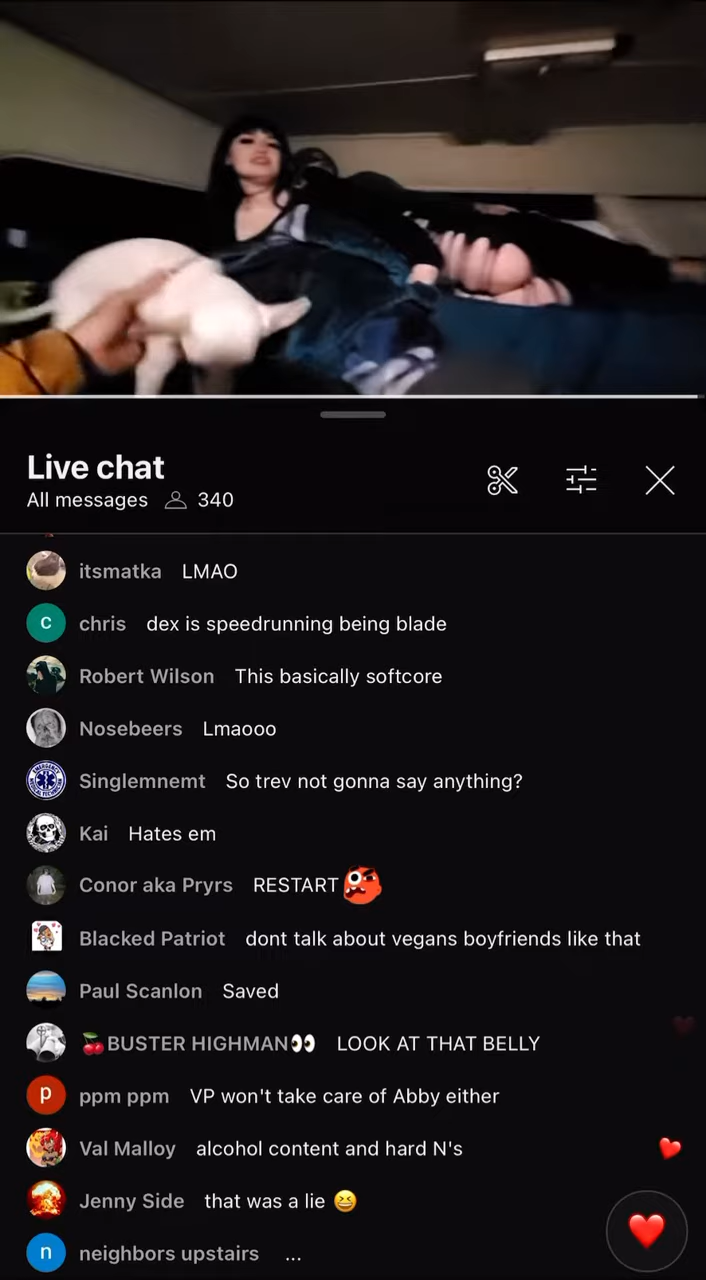 Live chat
All messages 340
itsmatka LMAO
C chris dex is speedrunning being blade
Robert Wilson This basically softcore
Nosebeers Lmaooo
Singlemnemt So trev not gonna say anything?
Kai Hates em
Conor aka Pryrs RESTART
Blacked Patriot dont talk about vegans boyfriends like that
Paul Scanlon Saved
🍒BUSTER HIGHMAN👀 LOOK AT THAT BELLY
p ppm ppm VP won't take care of Abby either
Val Malloy alcohol content and hard N's
Jenny Side that was a lie 😆
n neighbors upstairs ...